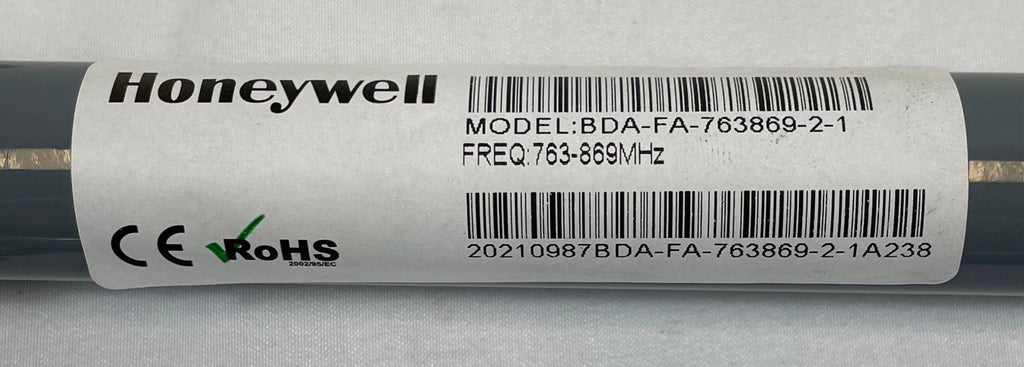 Honeywell
MODEL:BDA-FA-763869-2-1
FREQ:763-869MHz
CE RoHS
2002/95/EC
20210987BDA-FA-763869-2-1A238